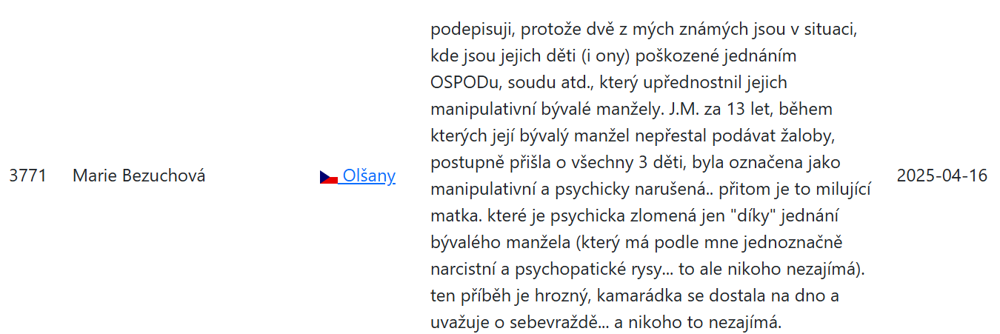 podepisuji, protože dvě z mých známých jsou v situaci,
kde jsou jejich děti (i ony) poškozené jednáním
OSPODu, soudu atd., který upřednostnil jejich
manipulativní bývalé manžely. J.M. za 13 let, během
kterých její bývalý manžel nepřestal podávat žaloby,
postupně přišla o všechny 3 děti, byla označena jako
3771 Marie Bezuchová Olšany manipulativní a psychicky narušená.. přitom je to milující 2025-04-16
matka. které je psychicka zlomená jen "díky" jednání
bývalého manžela (který má podle mne jednoznačně
narcistní a psychopatické rysy... to ale nikoho nezajímá).
ten příběh je hrozný, kamarádka se dostala na dno a
uvažuje o sebevraždě... a nikoho to nezajímá.